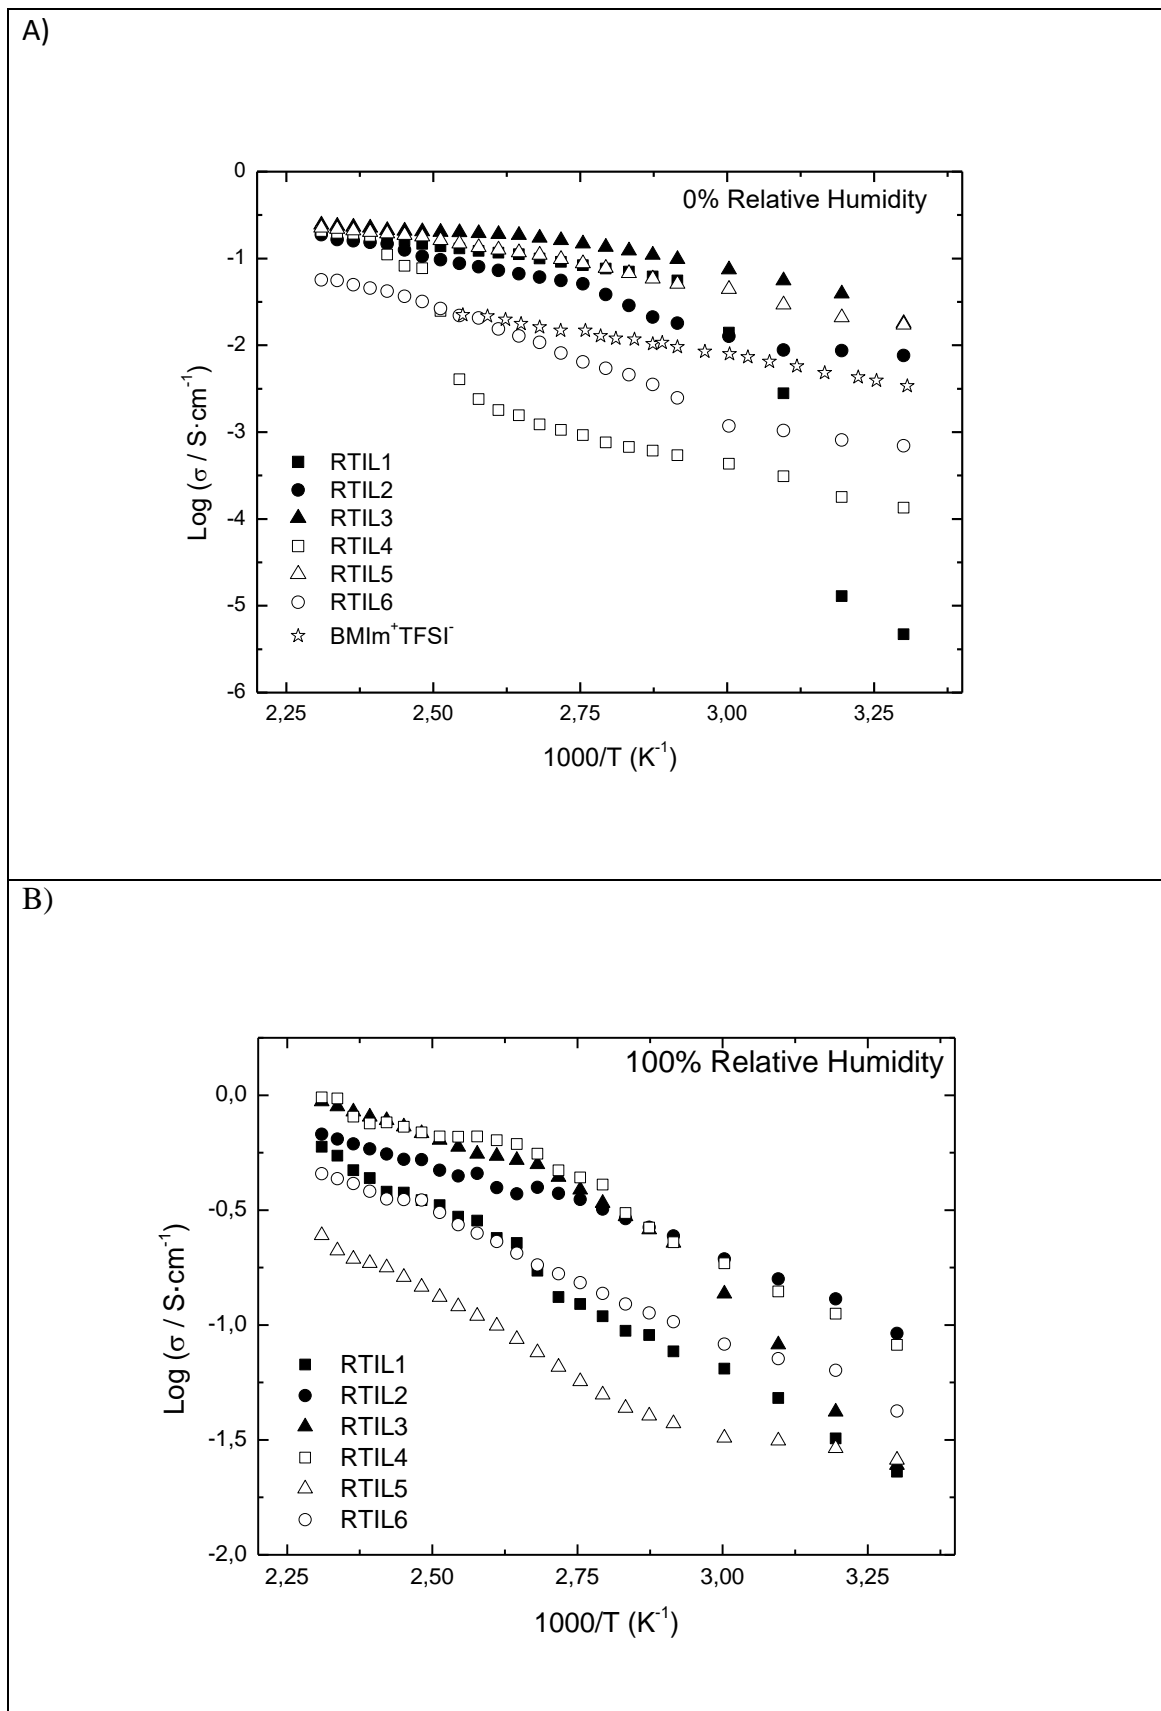 A)
0% Relative Humidity
0
-1
-2
-3
-4
-5
-6
Log (σ / S·cm⁻¹)
RTIL1
RTIL2
RTIL3
RTIL4
RTIL5
RTIL6
BMIm⁺TFSI⁻
2,25 2,50 2,75 3,00 3,25
1000/T (K⁻¹)
B)
100% Relative Humidity
0,0
-0,5
-1,0
-1,5
-2,0
Log (σ / S·cm⁻¹)
RTIL1
RTIL2
RTIL3
RTIL4
RTIL5
RTIL6
2,25 2,50 2,75 3,00 3,25
1000/T (K⁻¹)